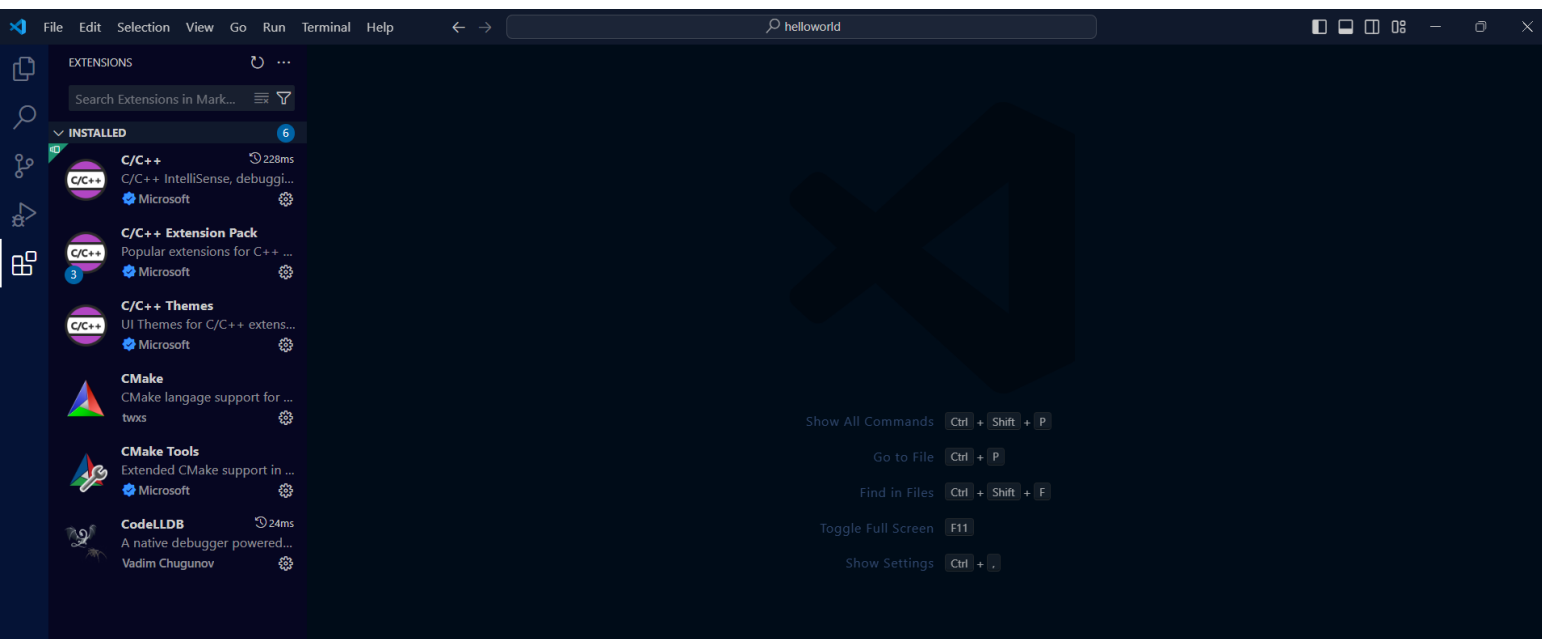 File Edit Selection View Go Run Terminal Help
helloworld
EXTENSIONS
Search Extensions in Mark...
INSTALLED 6
C/C++ 228ms
C/C++ IntelliSense, debuggi...
Microsoft
C/C++
C/C++ Extension Pack
Popular extensions for C++ ...
Microsoft
C/C++
3
C/C++ Themes
UI Themes for C/C++ extens...
Microsoft
C/C++
CMake
CMake langage support for ...
twxs
CMake Tools
Extended CMake support in ...
Microsoft
CodeLLDB 24ms
A native debugger powered...
Vadim Chugunov
Show All Commands Ctrl + Shift + P
Go to File Ctrl + P
Find in Files Ctrl + Shift + F
Toggle Full Screen F11
Show Settings Ctrl + .